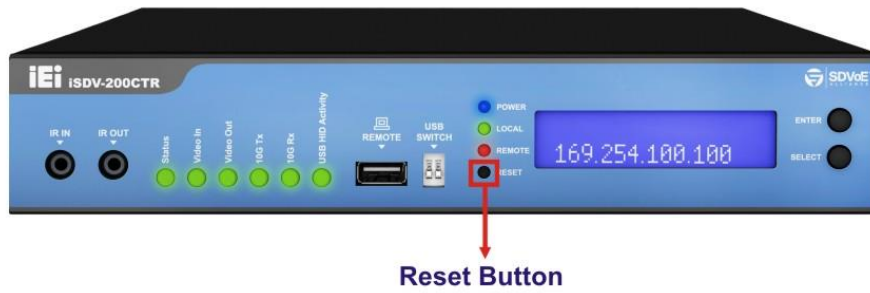 iEi iSDV-200CTR
SDVoE
ALLIANCE
IR IN
IR OUT
Status
Video In
Video Out
10G Tx
10G Rx
USB HID Activity
REMOTE
USB
SWITCH
POWER
LOCAL
REMOTE
RESET
169.254.100.100
ENTER
SELECT
Reset Button